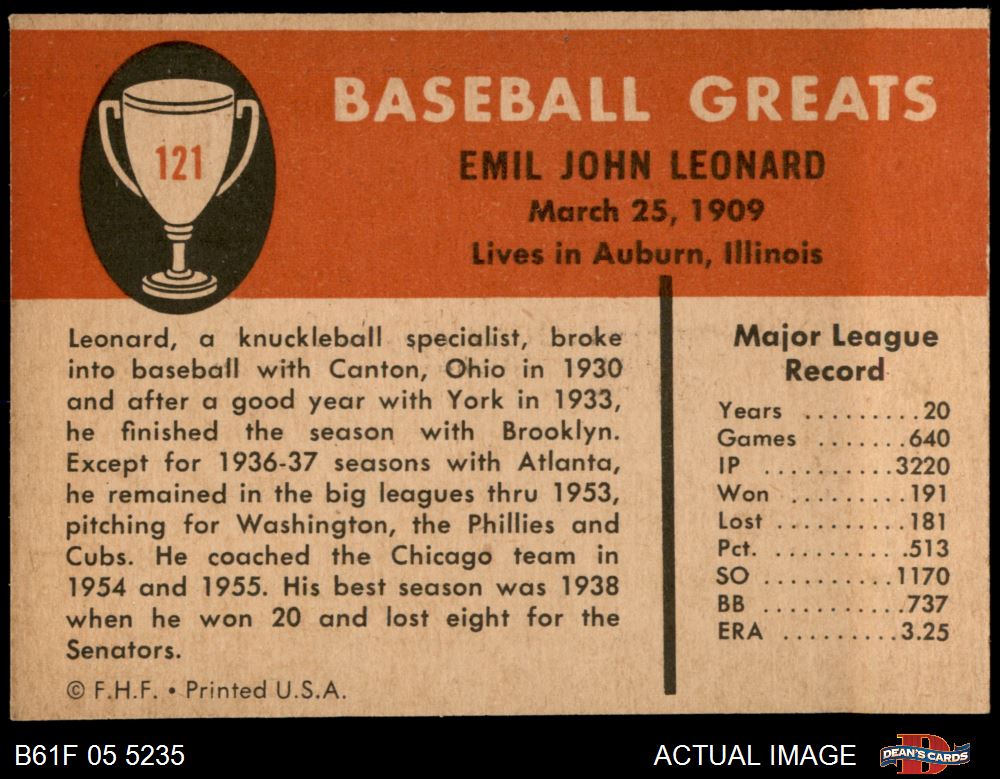 121
BASEBALL GREATS
EMIL JOHN LEONARD
March 25, 1909
Lives in Auburn, Illinois
Leonard, a knuckleball specialist, broke
into baseball with Canton, Ohio in 1930
and after a good year with York in 1933,
he finished the season with Brooklyn.
Except for 1936-37 seasons with Atlanta,
he remained in the big leagues thru 1953,
pitching for Washington, the Phillies and
Cubs. He coached the Chicago team in
1954 and 1955. His best season was 1938
when he won 20 and lost eight for the
Senators.
© F.H.F. • Printed U.S.A.
Major League
Record
Years .........20
Games .......640
IP ..........3220
Won .........191
Lost ..........181
Pct. ..........513
SO ..........1170
BB ..........737
ERA .........3.25
B61F 05 5235
ACTUAL IMAGE
DEAN'S CARDS